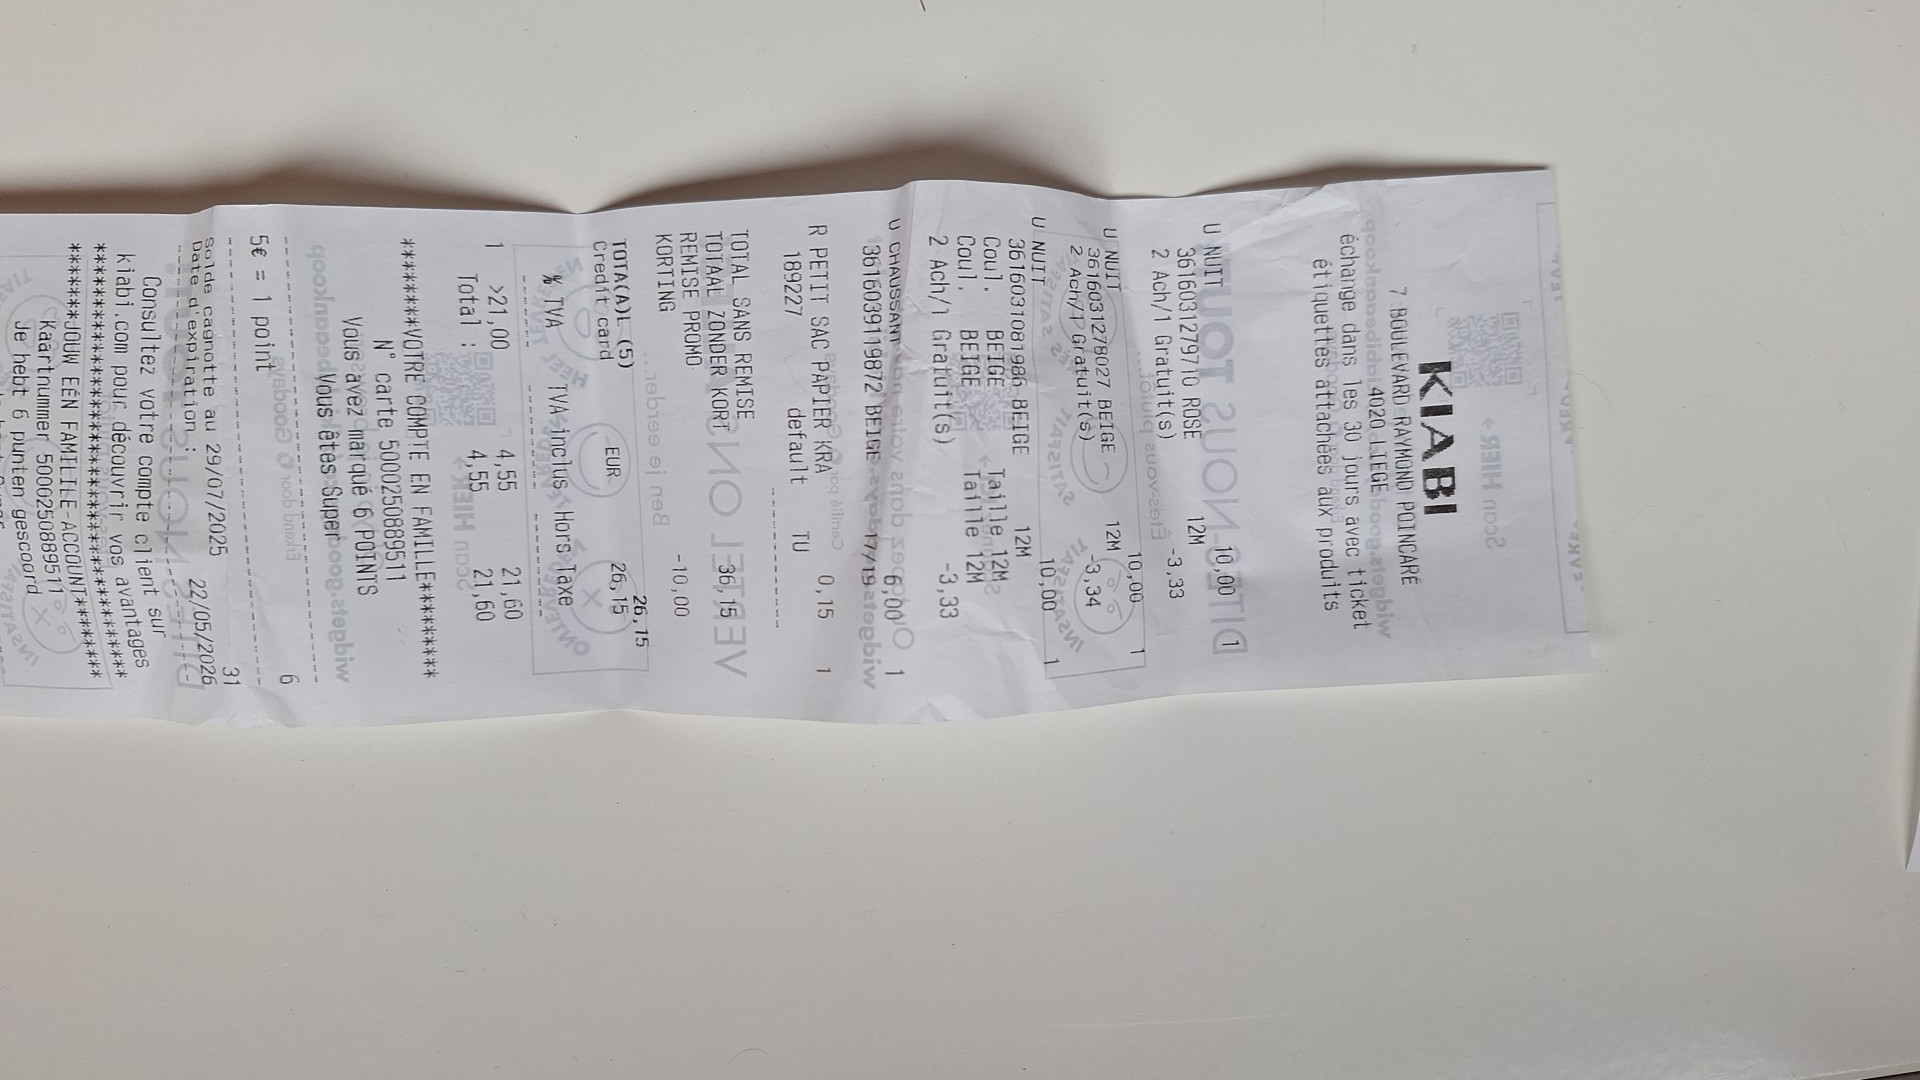 KIABI
7 BOULEVARD RAYMOND POINCARE
4020 LIEGE
échange dans les 30 jours avec ticket
étiquettes attachées aux produits
U NUIT 10,00 1
3616031279710 ROSE 12M
2 Ach/1 Gratuit(s) -3,33
U NUIT 10,00 1
3616031278027 BEIGE 12M
2 Ach/1 Gratuit(s) -3,34
U NUIT 10,00 1
3616031081986 BEIGE 12M
Coul. BEIGE Taille 12M
Coul. BEIGE Taille 12M
2 Ach/1 Gratuit(s) -3,33
U CHAUSSANT 6,00 1
3616039119872 BEIGE 17/19
R PETIT SAC PAPIER KRA 0,15 1
189227 default TU
TOTAL SANS REMISE
TOTAAL ZONDER KORT 36,15
REMISE PROMO
KORTING -10,00
TOTA(A)L (5) 26,15
Credit card EUR 26,15
% TVA TVA inclus Hors Taxe
1 >21,00 4,55 21,60
Total : 4,55 21,60
********VOTRE COMPTE EN FAMILLE*********
N° carte 5000250889511
Vous avez marqué 6 POINTS
Vous êtes Super
5€ = 1 point 6
Solde cagnotte au 29/07/2025 31
Date d'expiration : 22/05/2026
Consultez votre compte client sur
kiabi.com pour découvrir vos avantages
****************************************
*******JOUW EEN FAMILLE-ACCOUNT*********
Kaartnummer 5000250889511
Je hebt 6 punten gescoord